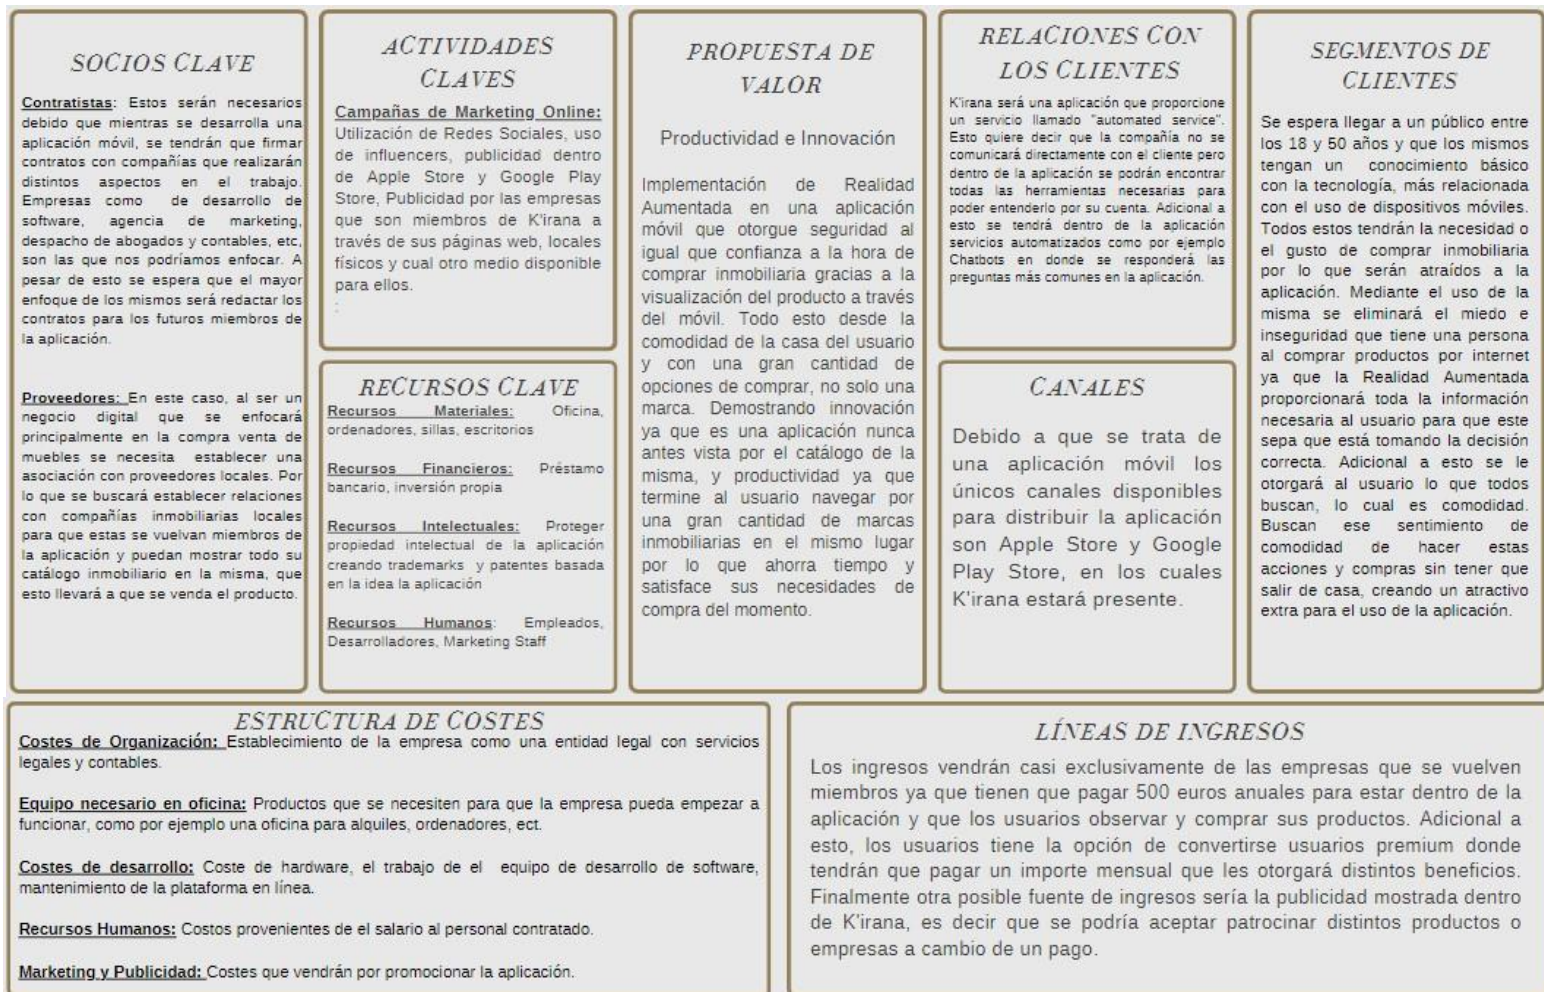 SOCIOS CLAVE
Contratistas: Estos serán necesarios
debido que mientras se desarrolla una
aplicación móvil, se tendrán que firmar
contratos con compañías que realizarán
distintos aspectos en el trabajo.
Empresas como de desarrollo de
software, agencia de marketing,
despacho de abogados y contables, etc,
son las que nos podríamos enfocar. A
pesar de esto se espera que el mayor
enfoque de los mismos será redactar los
contratos para los futuros miembros de
la aplicación.
Proveedores: En este caso, al ser un
negocio digital que se enfocará
principalmente en la compra venta de
muebles se necesita establecer una
asociación con proveedores locales. Por
lo que se buscará establecer relaciones
con compañías inmobiliarias locales
para que estas se vuelvan miembros de
la aplicación y puedan mostrar todo su
catálogo inmobiliario en la misma, que
esto llevará a que se venda el producto.
ACTIVIDADES
CLAVES
Campañas de Marketing Online:
Utilización de Redes Sociales, uso
de influencers, publicidad dentro
de Apple Store y Google Play
Store, Publicidad por las empresas
que son miembros de K'irana a
través de sus páginas web, locales
físicos y cual otro medio disponible
para ellos.
:
RECURSOS CLAVE
Recursos Materiales: Oficina,
ordenadores, sillas, escritorios
Recursos Financieros: Préstamo
bancario, inversión propia
Recursos Intelectuales: Proteger
propiedad intelectual de la aplicación
creando trademarks y patentes basada
en la idea la aplicación
Recursos Humanos: Empleados,
Desarrolladores, Marketing Staff
PROPUESTA DE
VALOR
Productividad e Innovación
Implementación de Realidad
Aumentada en una aplicación
móvil que otorgue seguridad al
igual que confianza a la hora de
comprar inmobiliaria gracias a la
visualización del producto a través
del móvil. Todo esto desde la
comodidad de la casa del usuario
y con una gran cantidad de
opciones de comprar, no solo una
marca. Demostrando innovación
ya que es una aplicación nunca
antes vista por el catálogo de la
misma, y productividad ya que
termine al usuario navegar por
una gran cantidad de marcas
inmobiliarias en el mismo lugar
por lo que ahorra tiempo y
satisface sus necesidades de
compra del momento.
RELACIONES CON
LOS CLIENTES
K'irana será una aplicación que proporcione
un servicio llamado "automated service".
Esto quiere decir que la compañía no se
comunicará directamente con el cliente pero
dentro de la aplicación se podrán encontrar
todas las herramientas necesarias para
poder entenderlo por su cuenta. Adicional a
esto se tendrá dentro de la aplicación
servicios automatizados como por ejemplo
Chatbots en donde se responderá las
preguntas más comunes en la aplicación.
CANALES
Debido a que se trata de
una aplicación móvil los
únicos canales disponibles
para distribuir la aplicación
son Apple Store y Google
Play Store, en los cuales
K'irana estará presente.
SEGMENTOS DE
CLIENTES
Se espera llegar a un público entre
los 18 y 50 años y que los mismos
tengan un conocimiento básico
con la tecnología, más relacionada
con el uso de dispositivos móviles.
Todos estos tendrán la necesidad o
el gusto de comprar inmobiliaria
por lo que serán atraídos a la
aplicación. Mediante el uso de la
misma se eliminará el miedo e
inseguridad que tiene una persona
al comprar productos por internet
ya que la Realidad Aumentada
proporcionará toda la información
necesaria al usuario para que este
sepa que está tomando la decisión
correcta. Adicional a esto se le
otorgará al usuario lo que todos
buscan, lo cual es comodidad.
Buscan ese sentimiento de
comodidad de hacer estas
acciones y compras sin tener que
salir de casa, creando un atractivo
extra para el uso de la aplicación.
ESTRUCTURA DE COSTES
Costes de Organización: Establecimiento de la empresa como una entidad legal con servicios
legales y contables.
Equipo necesario en oficina: Productos que se necesiten para que la empresa pueda empezar a
funcionar, como por ejemplo una oficina para alquiles, ordenadores, ect.
Costes de desarrollo: Coste de hardware, el trabajo de el equipo de desarrollo de software,
mantenimiento de la plataforma en línea.
Recursos Humanos: Costos provenientes de el salario al personal contratado.
Marketing y Publicidad: Costes que vendrán por promocionar la aplicación.
LÍNEAS DE INGRESOS
Los ingresos vendrán casi exclusivamente de las empresas que se vuelven
miembros ya que tienen que pagar 500 euros anuales para estar dentro de la
aplicación y que los usuarios observar y comprar sus productos. Adicional a
esto, los usuarios tiene la opción de convertirse usuarios premium donde
tendrán que pagar un importe mensual que les otorgará distintos beneficios.
Finalmente otra posible fuente de ingresos sería la publicidad mostrada dentro
de K'irana, es decir que se podría aceptar patrocinar distintos productos o
empresas a cambio de un pago.